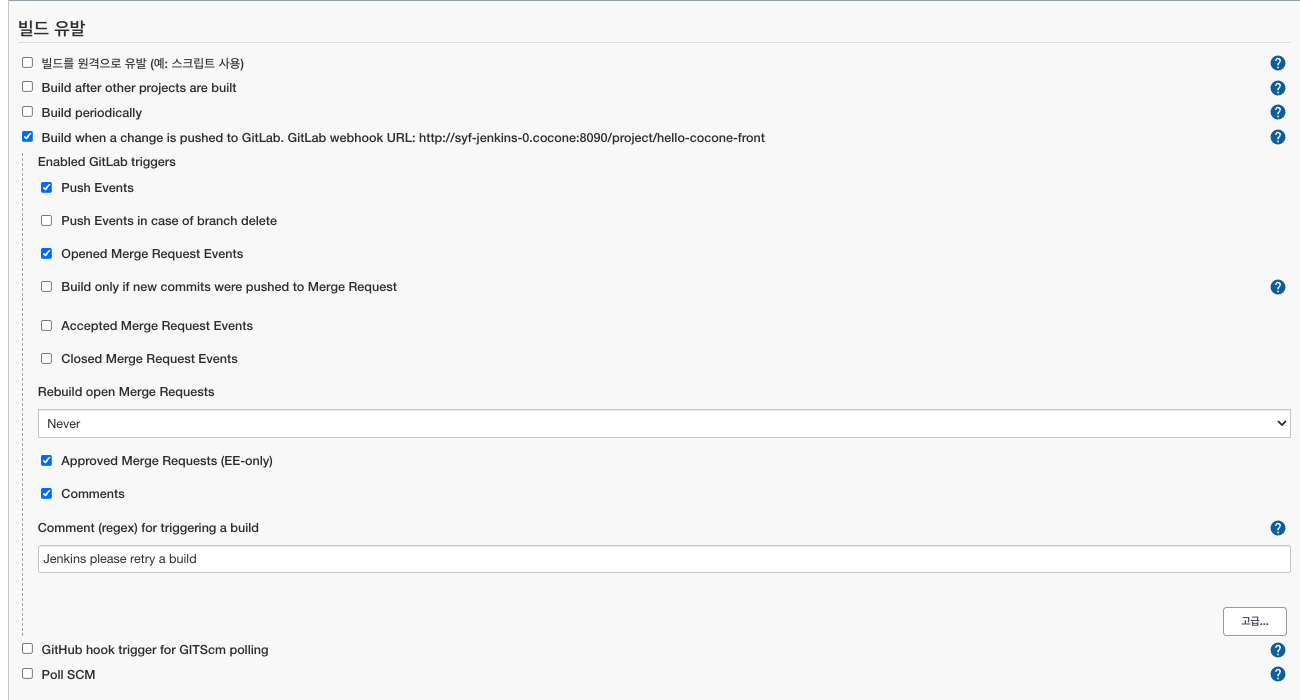 빌드 유발
빌드를 원격으로 유발 (예: 스크립트 사용)
Build after other projects are built
Build periodically
Build when a change is pushed to GitLab. GitLab webhook URL: http://syf-jenkins-0.cocone:8090/project/hello-cocone-front
Enabled GitLab triggers
Push Events
Push Events in case of branch delete
Opened Merge Request Events
Build only if new commits were pushed to Merge Request
Accepted Merge Request Events
Closed Merge Request Events
Rebuild open Merge Requests
Never
Approved Merge Requests (EE-only)
Comments
Comment (regex) for triggering a build
Jenkins please retry a build
고급...
GitHub hook trigger for GITScm polling
Poll SCM